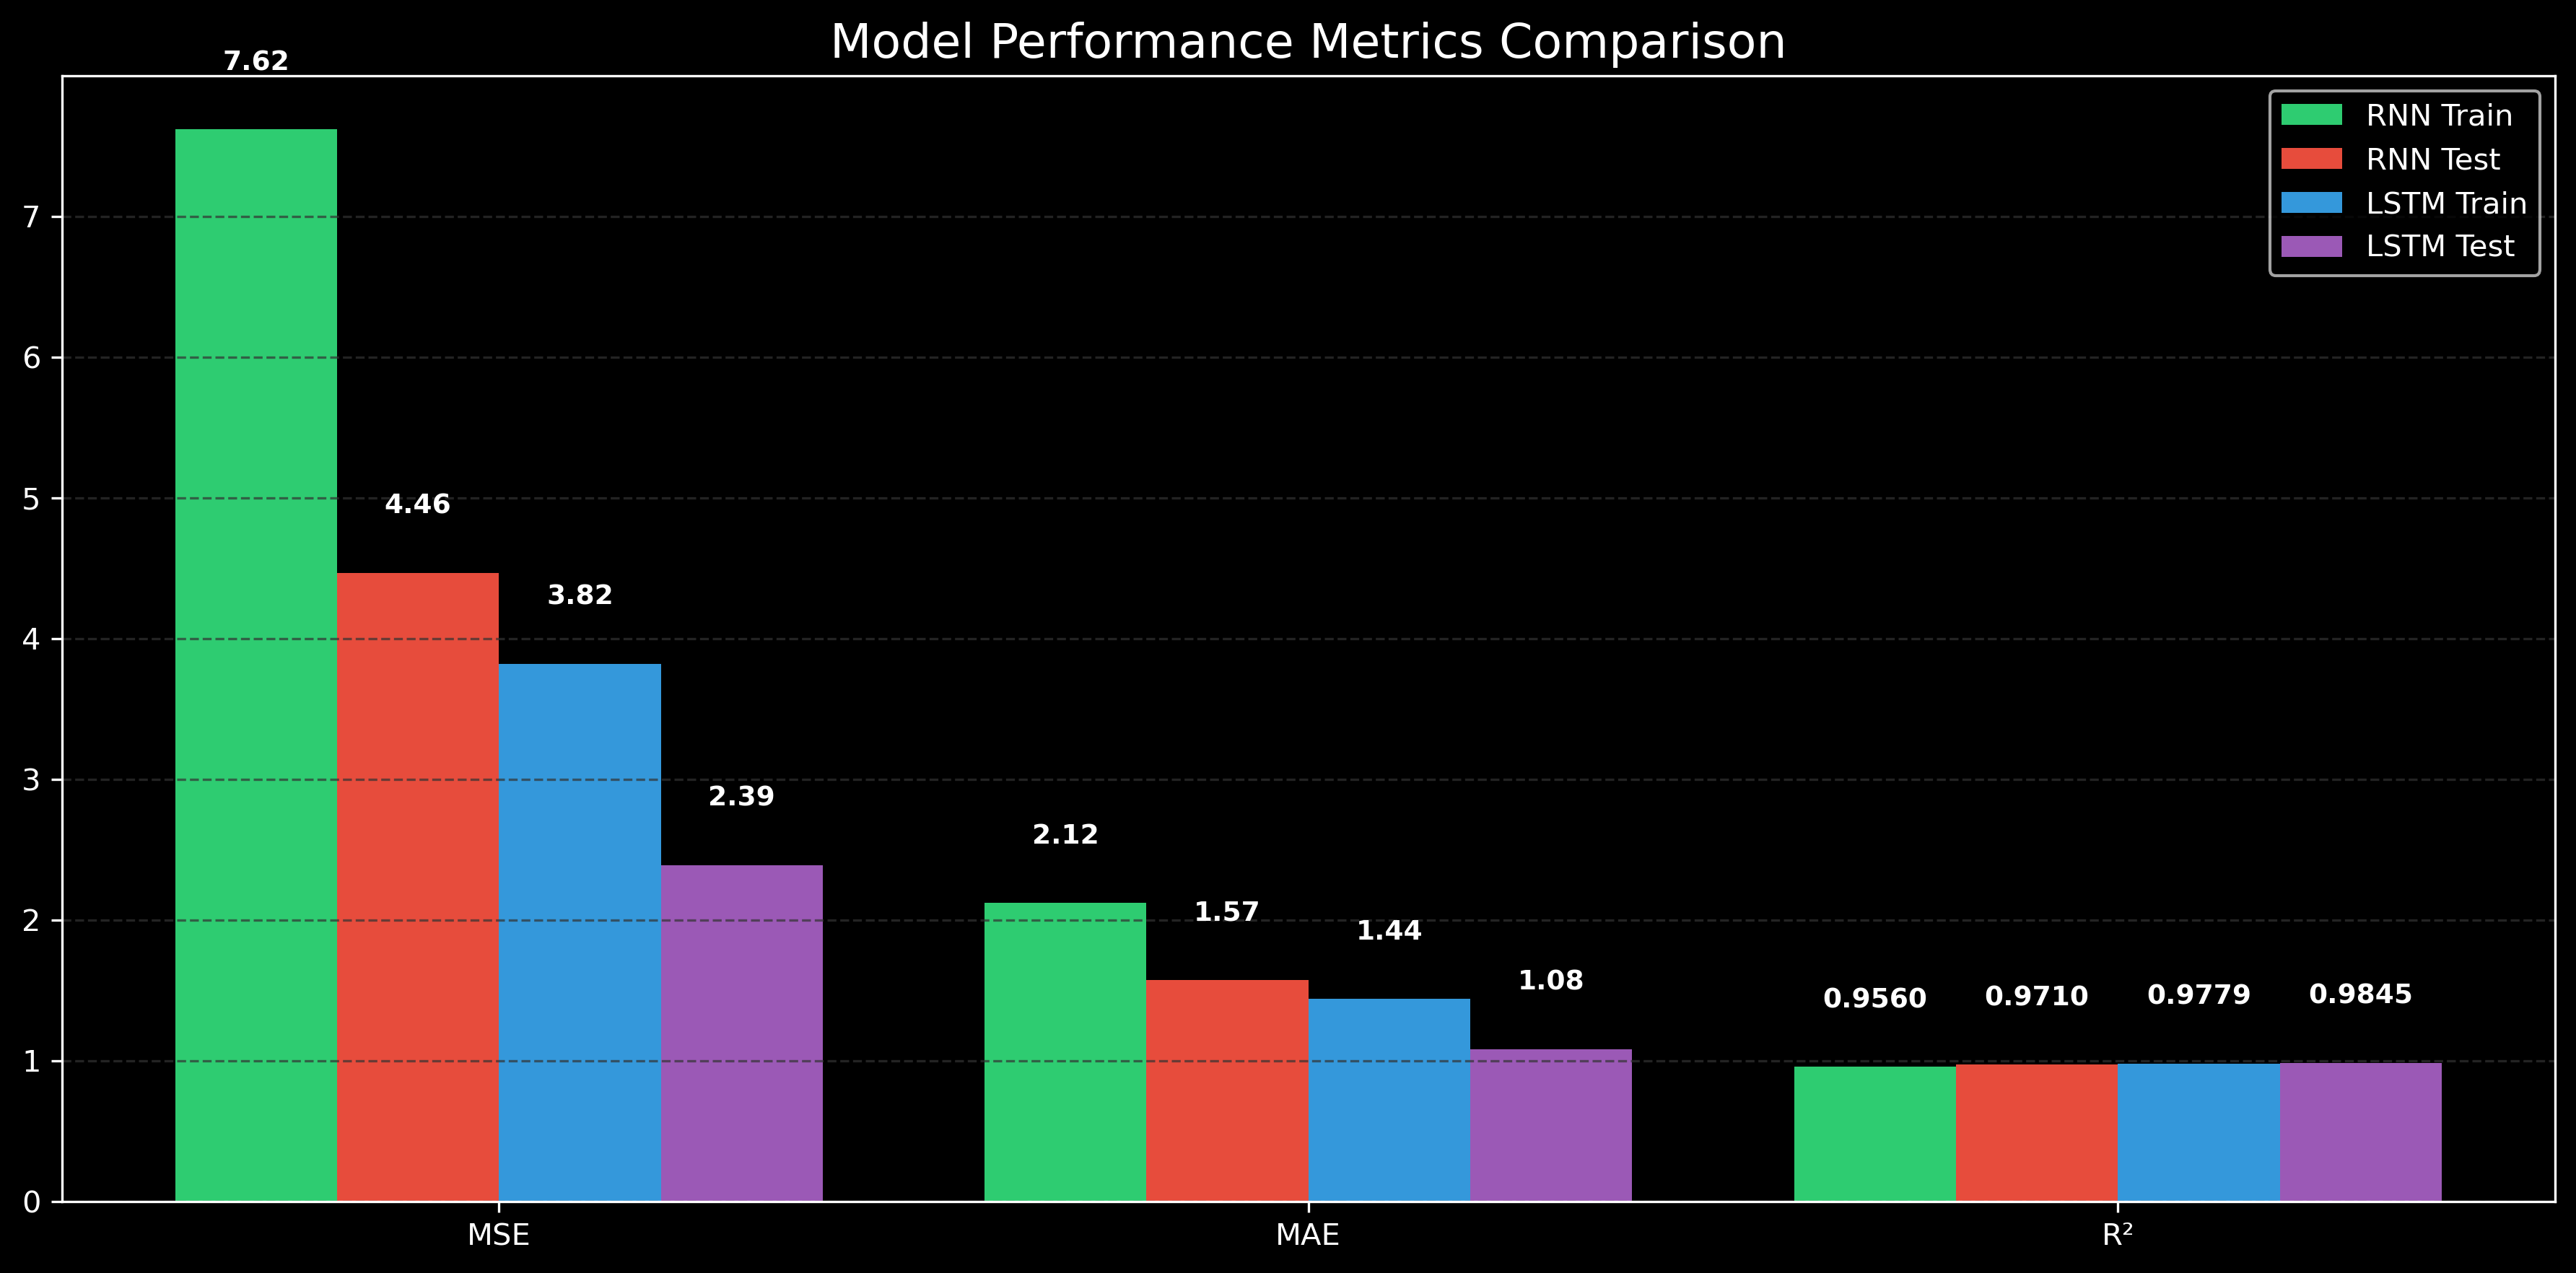 Model Performance Metrics Comparison
7.62
RNN Train
RNN Test
LSTM Train
LSTM Test
7
6
5
4
3
2
1
0
4.46
3.82
2.39
2.12
1.57
1.44
1.08
0.9560
0.9710
0.9779
0.9845
MSE
MAE
R²